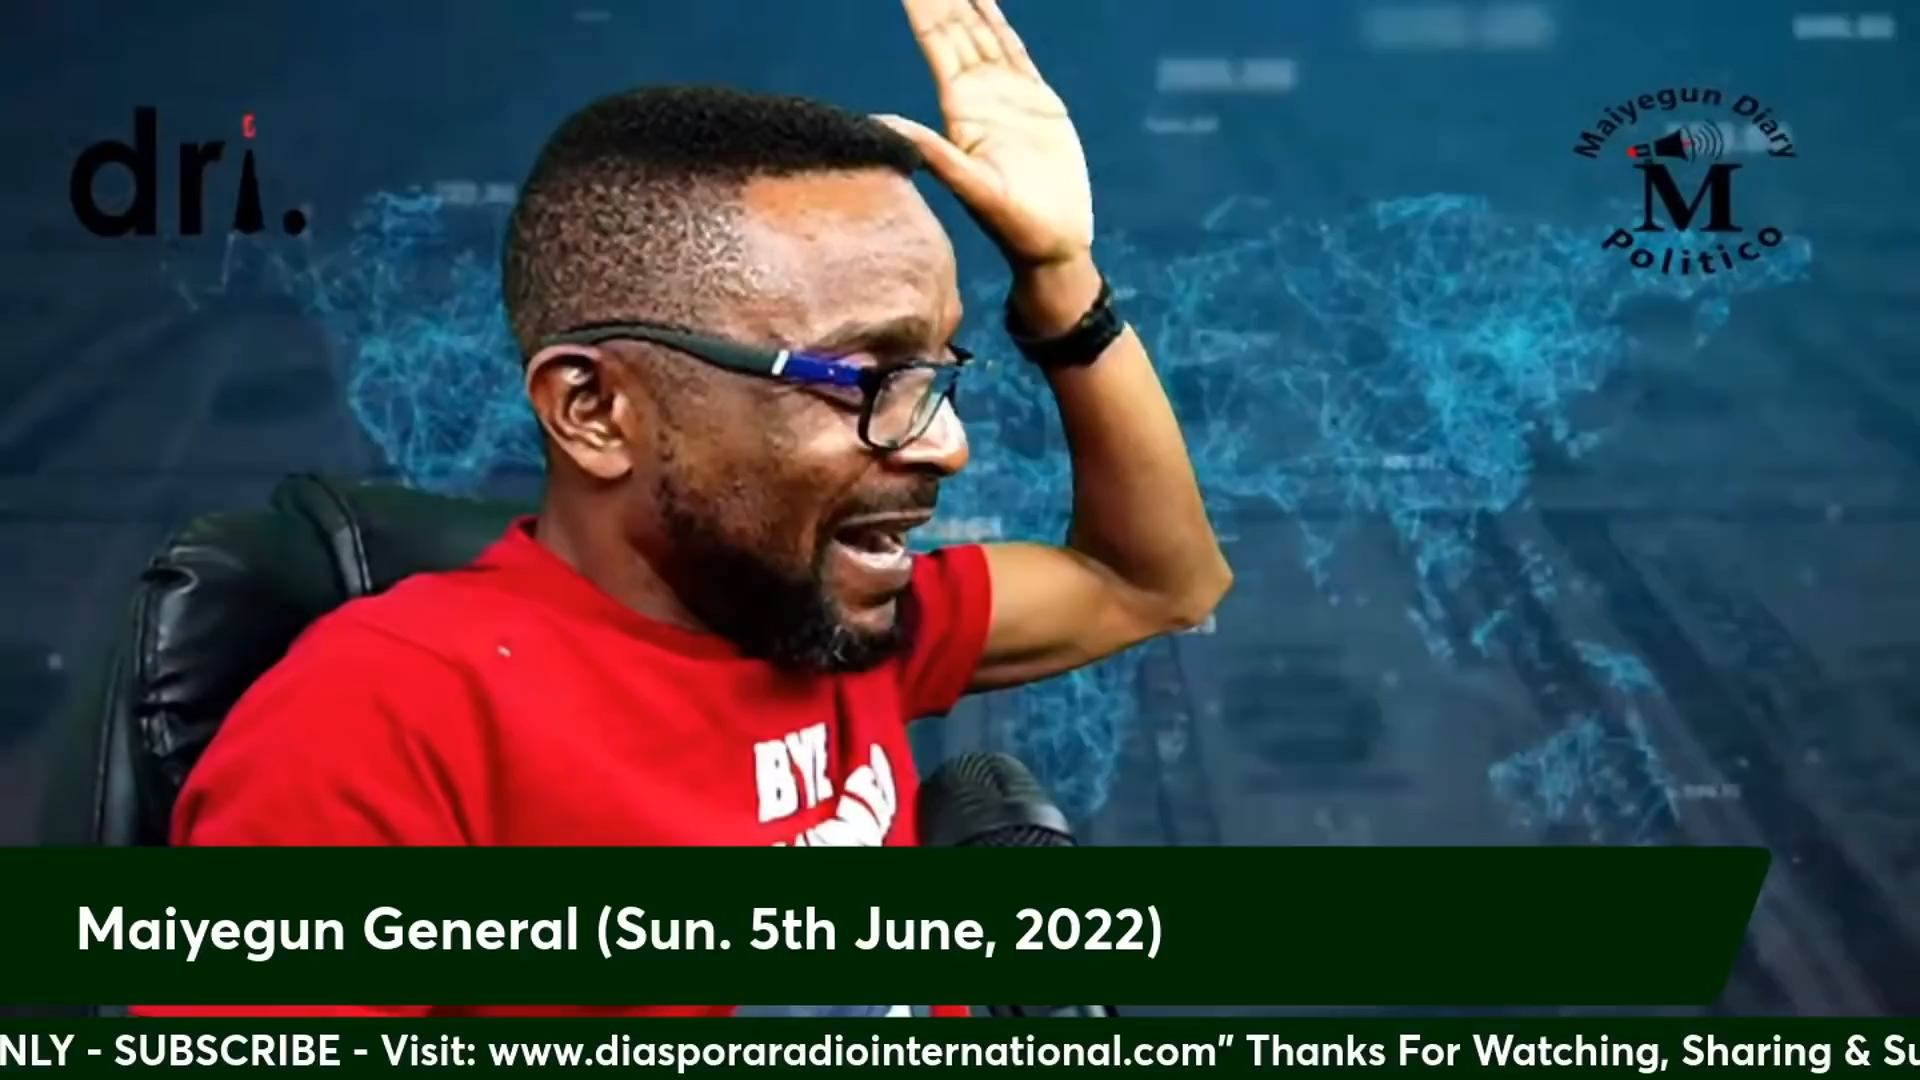 dri.
Maiyegun Diary
M
Politico
BYE
Maiyegun General (Sun. 5th June, 2022)
NLY - SUBSCRIBE - Visit: www.diasporaradiointernational.com" Thanks For Watching, Sharing & Su